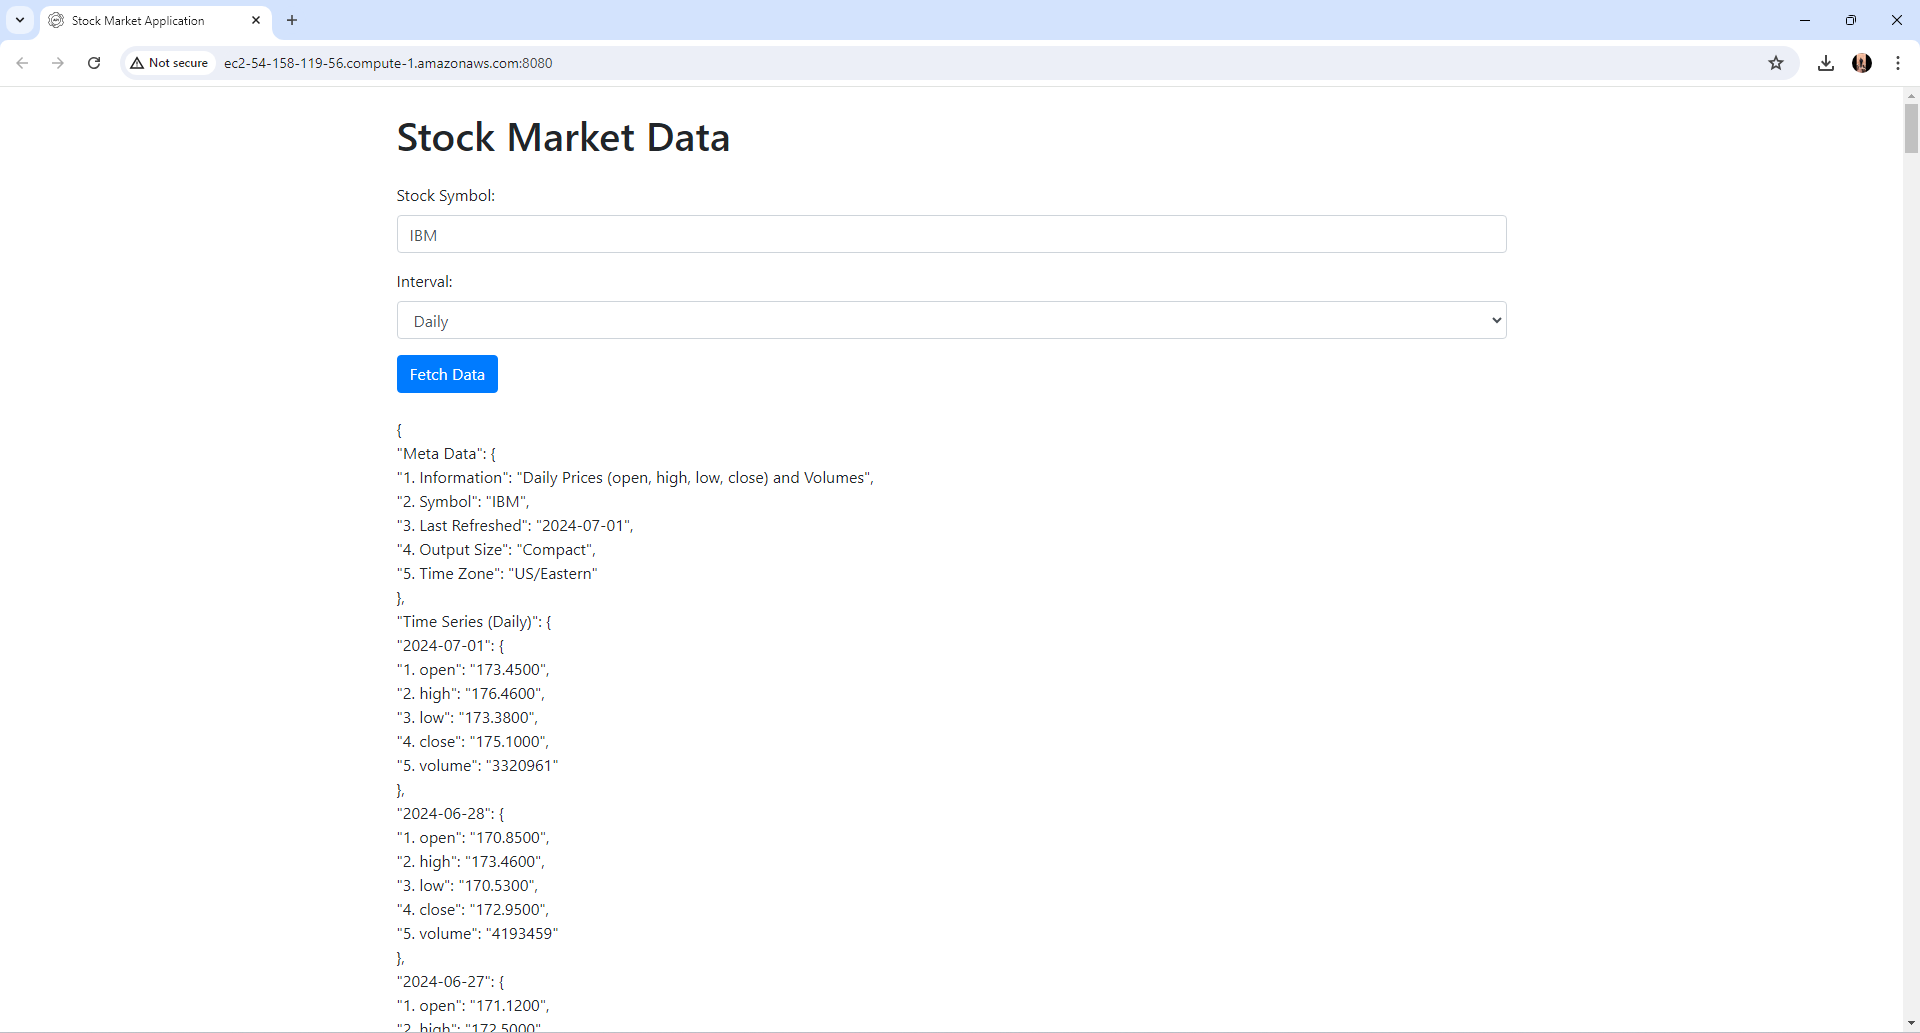 Stock Market Application
Not secure
ec2-54-158-119-56.compute-1.amazonaws.com:8080
Stock Market Data
Stock Symbol:
IBM
Interval:
Daily
Fetch Data
{
"Meta Data": {
"1. Information": "Daily Prices (open, high, low, close) and Volumes",
"2. Symbol": "IBM",
"3. Last Refreshed": "2024-07-01",
"4. Output Size": "Compact",
"5. Time Zone": "US/Eastern"
},
"Time Series (Daily)": {
"2024-07-01": {
"1. open": "173.4500",
"2. high": "176.4600",
"3. low": "173.3800",
"4. close": "175.1000",
"5. volume": "3320961"
},
"2024-06-28": {
"1. open": "170.8500",
"2. high": "173.4600",
"3. low": "170.5300",
"4. close": "172.9500",
"5. volume": "4193459"
},
"2024-06-27": {
"1. open": "171.1200",
"2. high": "172.5000"